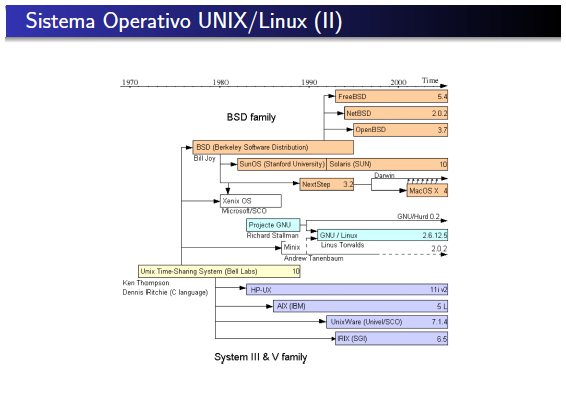 Sistema Operativo UNIX/Linux (II)
1970 1980 1990 2000 Time
FreeBSD 5.4
BSD family
NetBSD 2.0.2
OpenBSD 3.7
BSD (Berkeley Software Distribution)
Bill Joy
SunOS (Stanford University) Solaris (SUN) 10
Darwin
NextStep 3.2
MacOS X 4
Xenix OS
Microsoft/SCO
GNU/Hurd 0.2
Projecte GNU
Richard Stallman
GNU / Linux 2.6.12.5
Linus Torvalds
Minix 2.0.2
Andrew Tanenbaum
Unix Time-Sharing System (Bell Labs) 10
Ken Thompson
Dennis Ritchie (C language)
HP-UX 11i v2
AIX (IBM) 5 L
UnixWare (Univel/SCO) 7.1.4
IRIX (SGI) 6.5
System III & V family